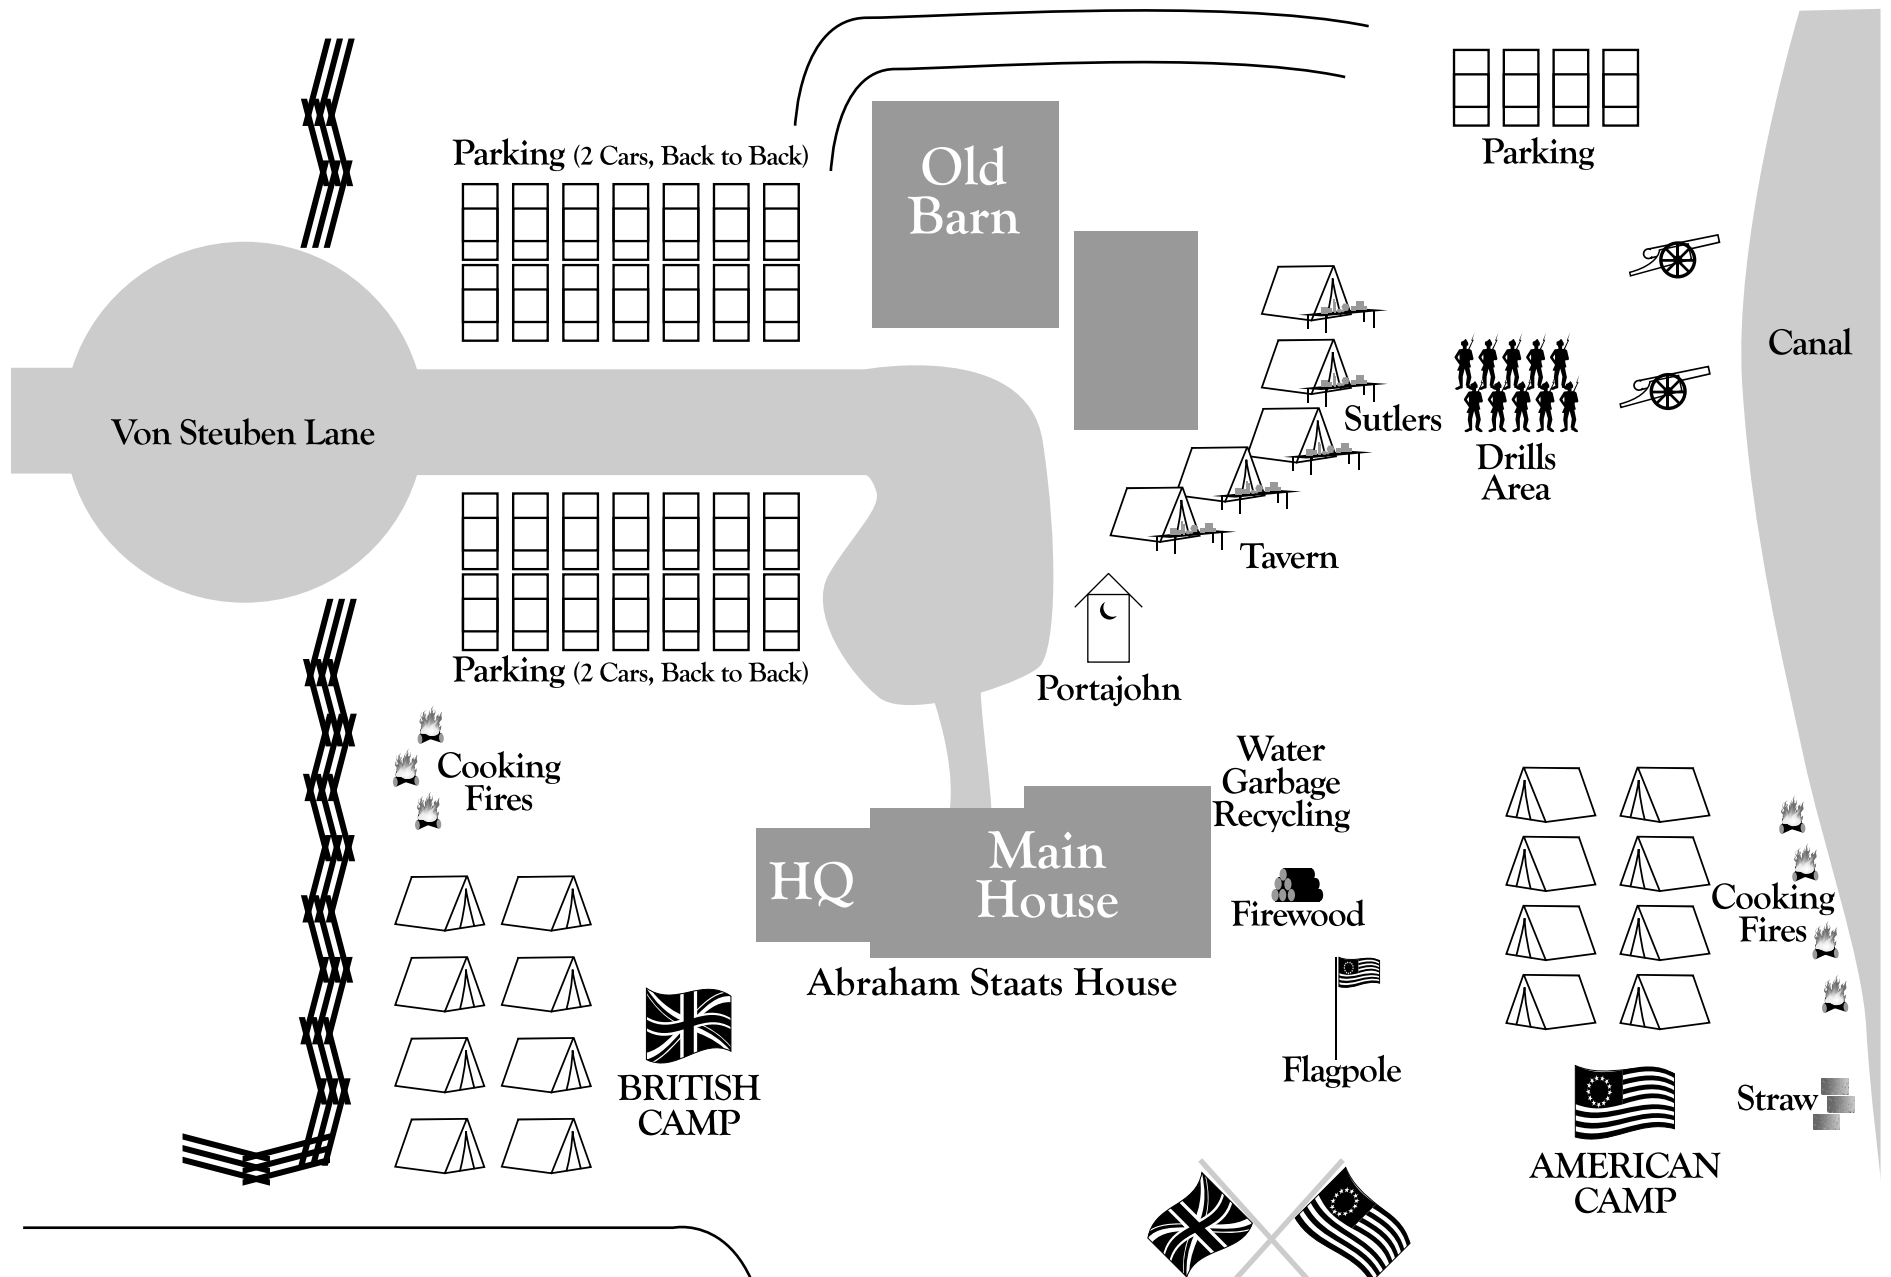 Parking (2 Cars, Back to Back)
Old
Barn
Parking
Canal
Von Steuben Lane
Sutlers
Drills
Area
Tavern
Parking (2 Cars, Back to Back)
Portajohn
Cooking
Fires
Water
Garbage
Recycling
HQ
Main
House
Firewood
Cooking
Fires
Abraham Staats House
Flagpole
BRITISH
CAMP
Straw
AMERICAN
CAMP